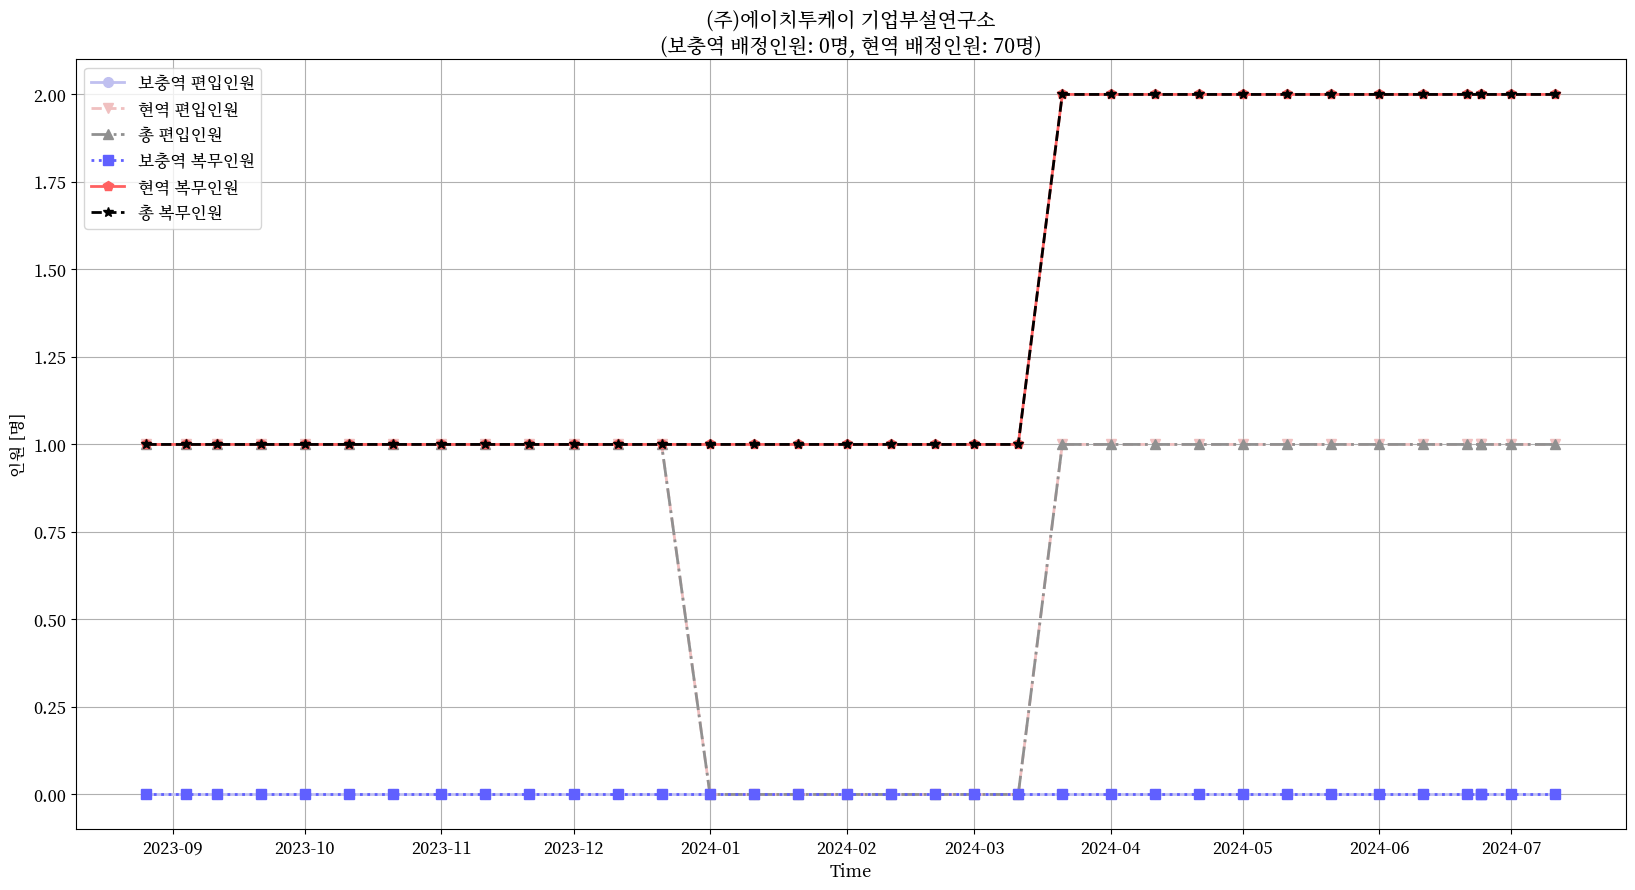 (주)에이치투케이 기업부설연구소
(보충역 배정인원: 0명, 현역 배정인원: 70명)
보충역 편입인원
현역 편입인원
총 편입인원
보충역 복무인원
현역 복무인원
총 복무인원
인원 [명]
2.00
1.75
1.50
1.25
1.00
0.75
0.50
0.25
0.00
2023-09 2023-10 2023-11 2023-12 2024-01 2024-02 2024-03 2024-04 2024-05 2024-06 2024-07
Time